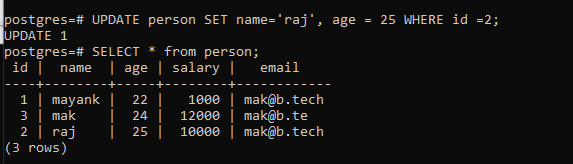 postgres=# UPDATE person SET name='raj', age = 25 WHERE id =2;
UPDATE 1
postgres=# SELECT * from person;
 id |  name  | age | salary |   email
----+--------+-----+--------+------------
  1 | mayank |  22 |   1000 | mak@b.tech
  3 | mak    |  24 |  12000 | mak@b.te
  2 | raj    |  25 |  10000 | mak@b.tech
(3 rows)